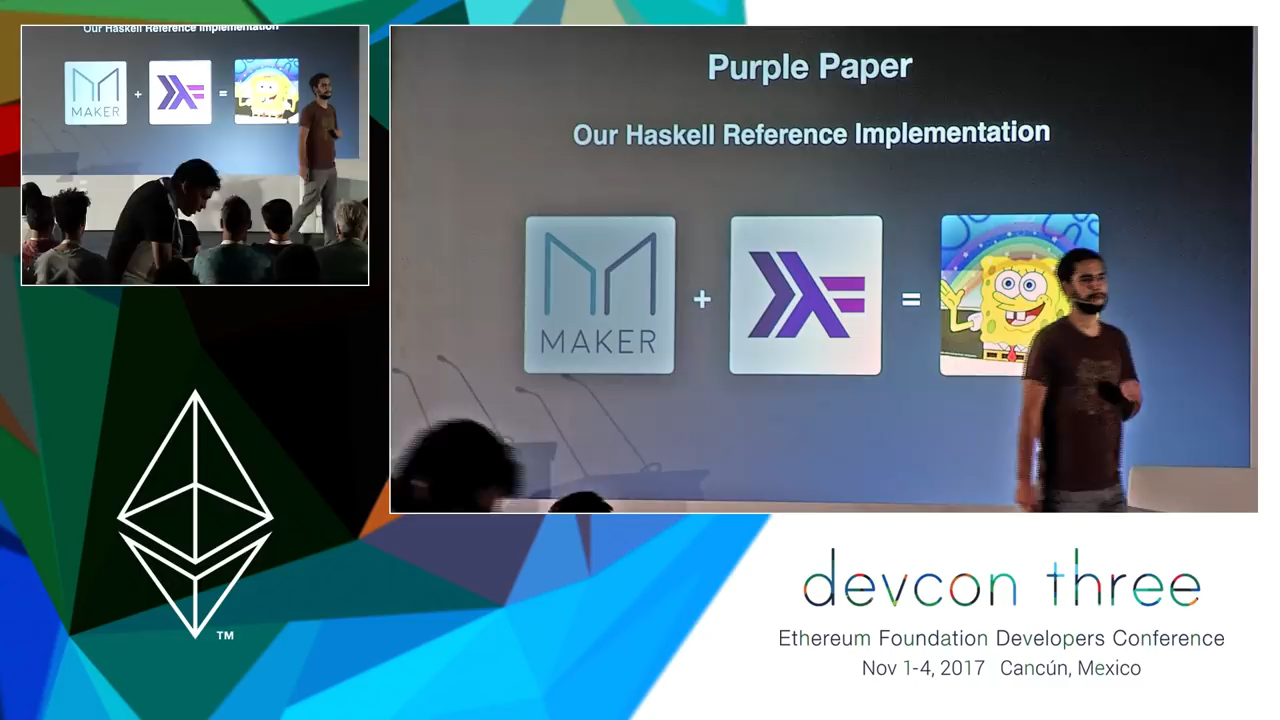 Our Haskell Reference Implementation
MAKER
+
=
Purple Paper
Our Haskell Reference Implementation
MAKER
+
=
TM
devcon three
Ethereum Foundation Developers Conference
Nov 1-4, 2017 Cancún, Mexico